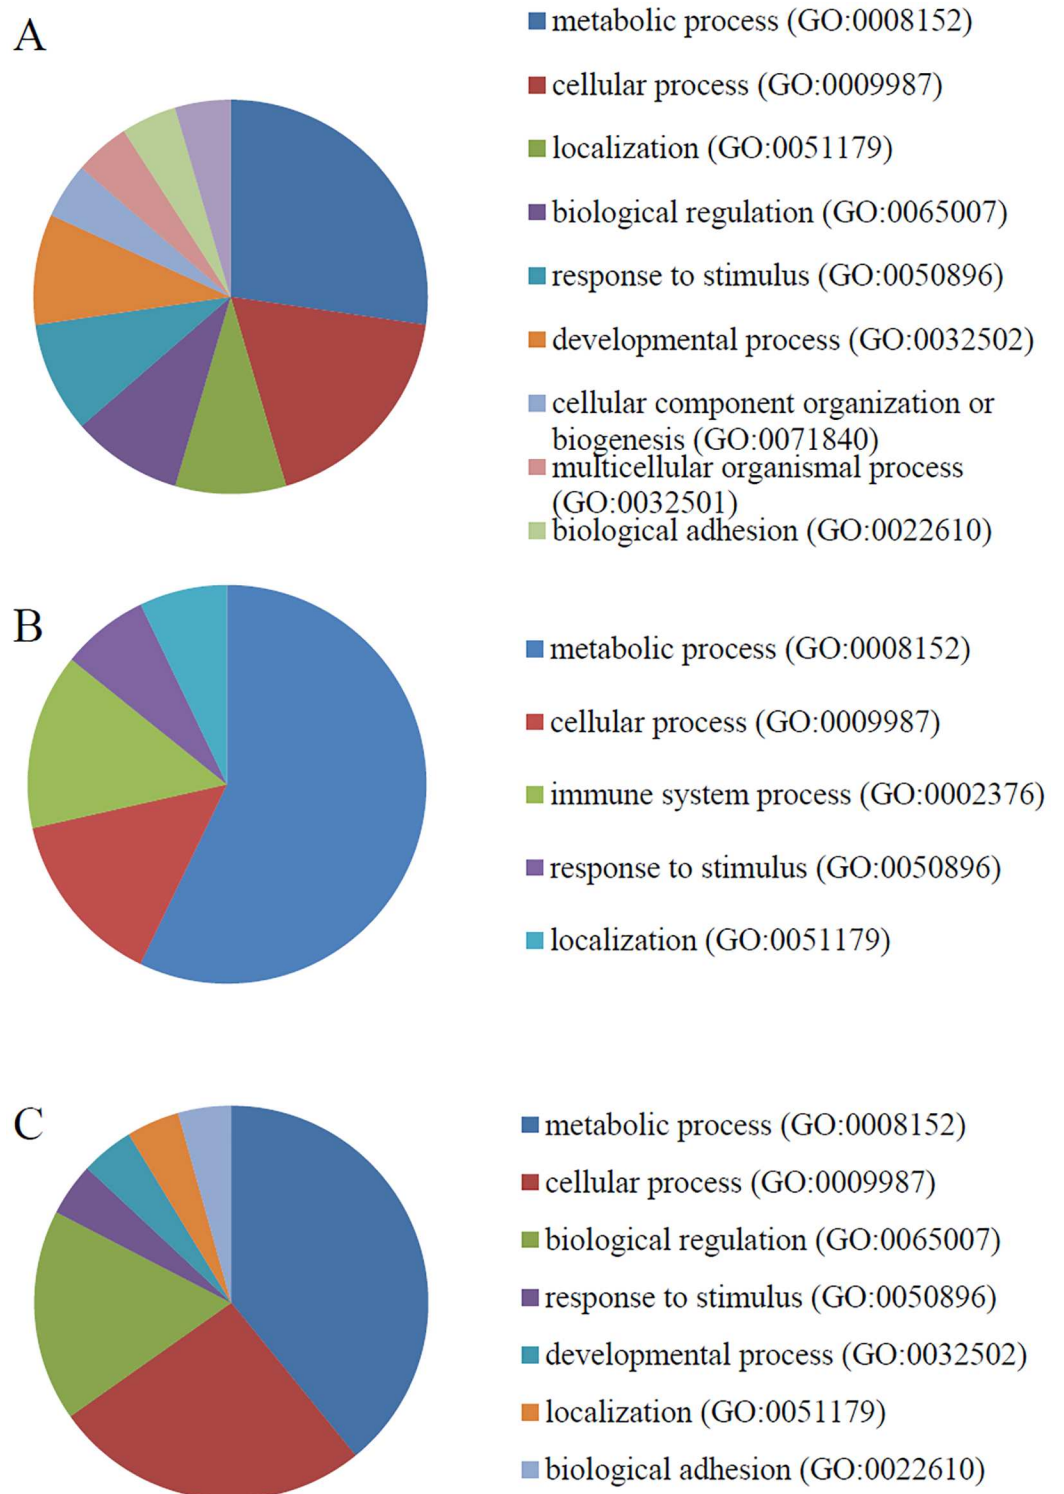 A
metabolic process (GO:0008152)
cellular process (GO:0009987)
localization (GO:0051179)
biological regulation (GO:0065007)
response to stimulus (GO:0050896)
developmental process (GO:0032502)
cellular component organization or
biogenesis (GO:0071840)
multicellular organismal process
(GO:0032501)
biological adhesion (GO:0022610)
B
metabolic process (GO:0008152)
cellular process (GO:0009987)
immune system process (GO:0002376)
response to stimulus (GO:0050896)
localization (GO:0051179)
C
metabolic process (GO:0008152)
cellular process (GO:0009987)
biological regulation (GO:0065007)
response to stimulus (GO:0050896)
developmental process (GO:0032502)
localization (GO:0051179)
biological adhesion (GO:0022610)